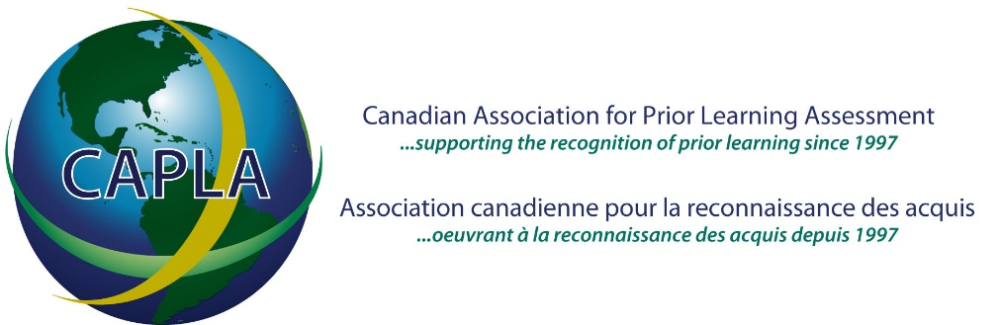 CAPLA
Canadian Association for Prior Learning Assessment
...supporting the recognition of prior learning since 1997
Association canadienne pour la reconnaissance des acquis
...oeuvrant à la reconnaissance des acquis depuis 1997